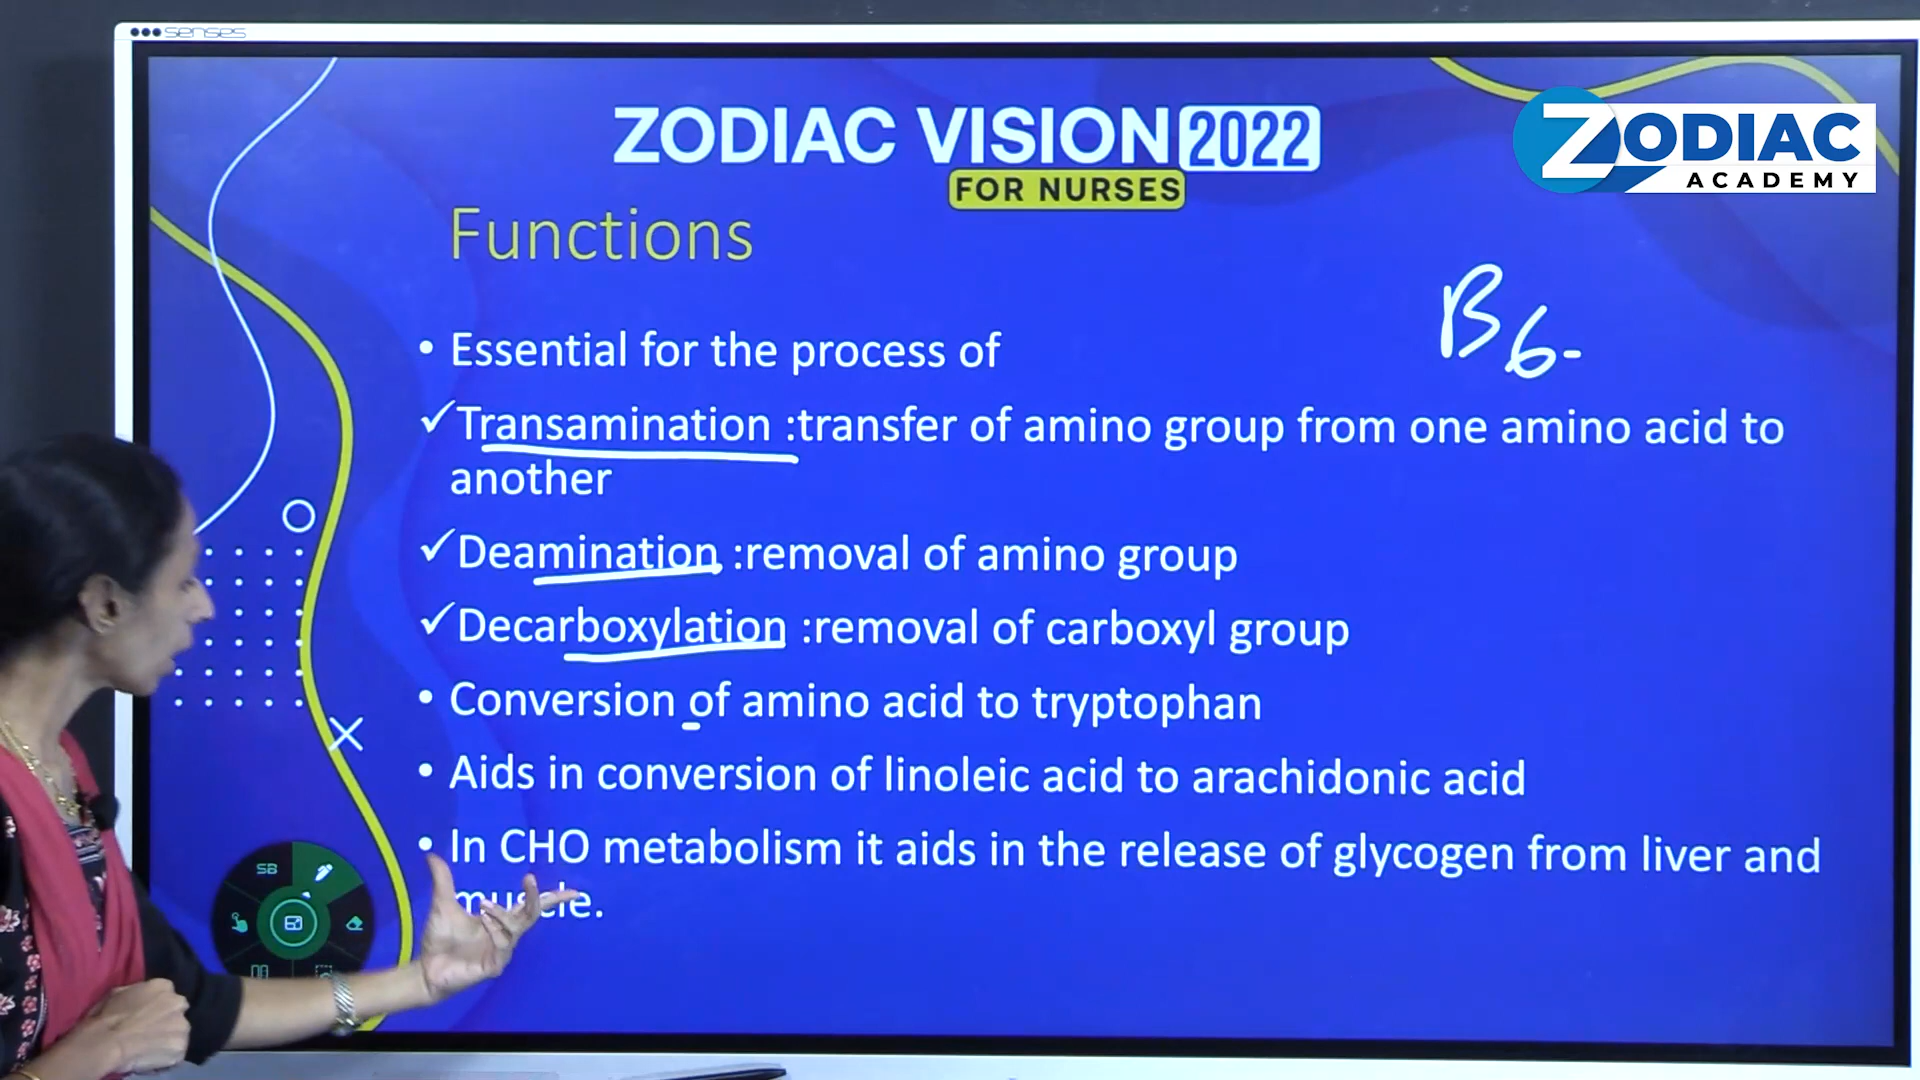 senses
ZODIAC VISION 2022
FOR NURSES
ZODIAC
ACADEMY
Functions
B6-
• Essential for the process of
✓Transamination :transfer of amino group from one amino acid to
another
✓Deamination :removal of amino group
✓Decarboxylation :removal of carboxyl group
• Conversion of amino acid to tryptophan
• Aids in conversion of linoleic acid to arachidonic acid
• In CHO metabolism it aids in the release of glycogen from liver and
muscle.
SB